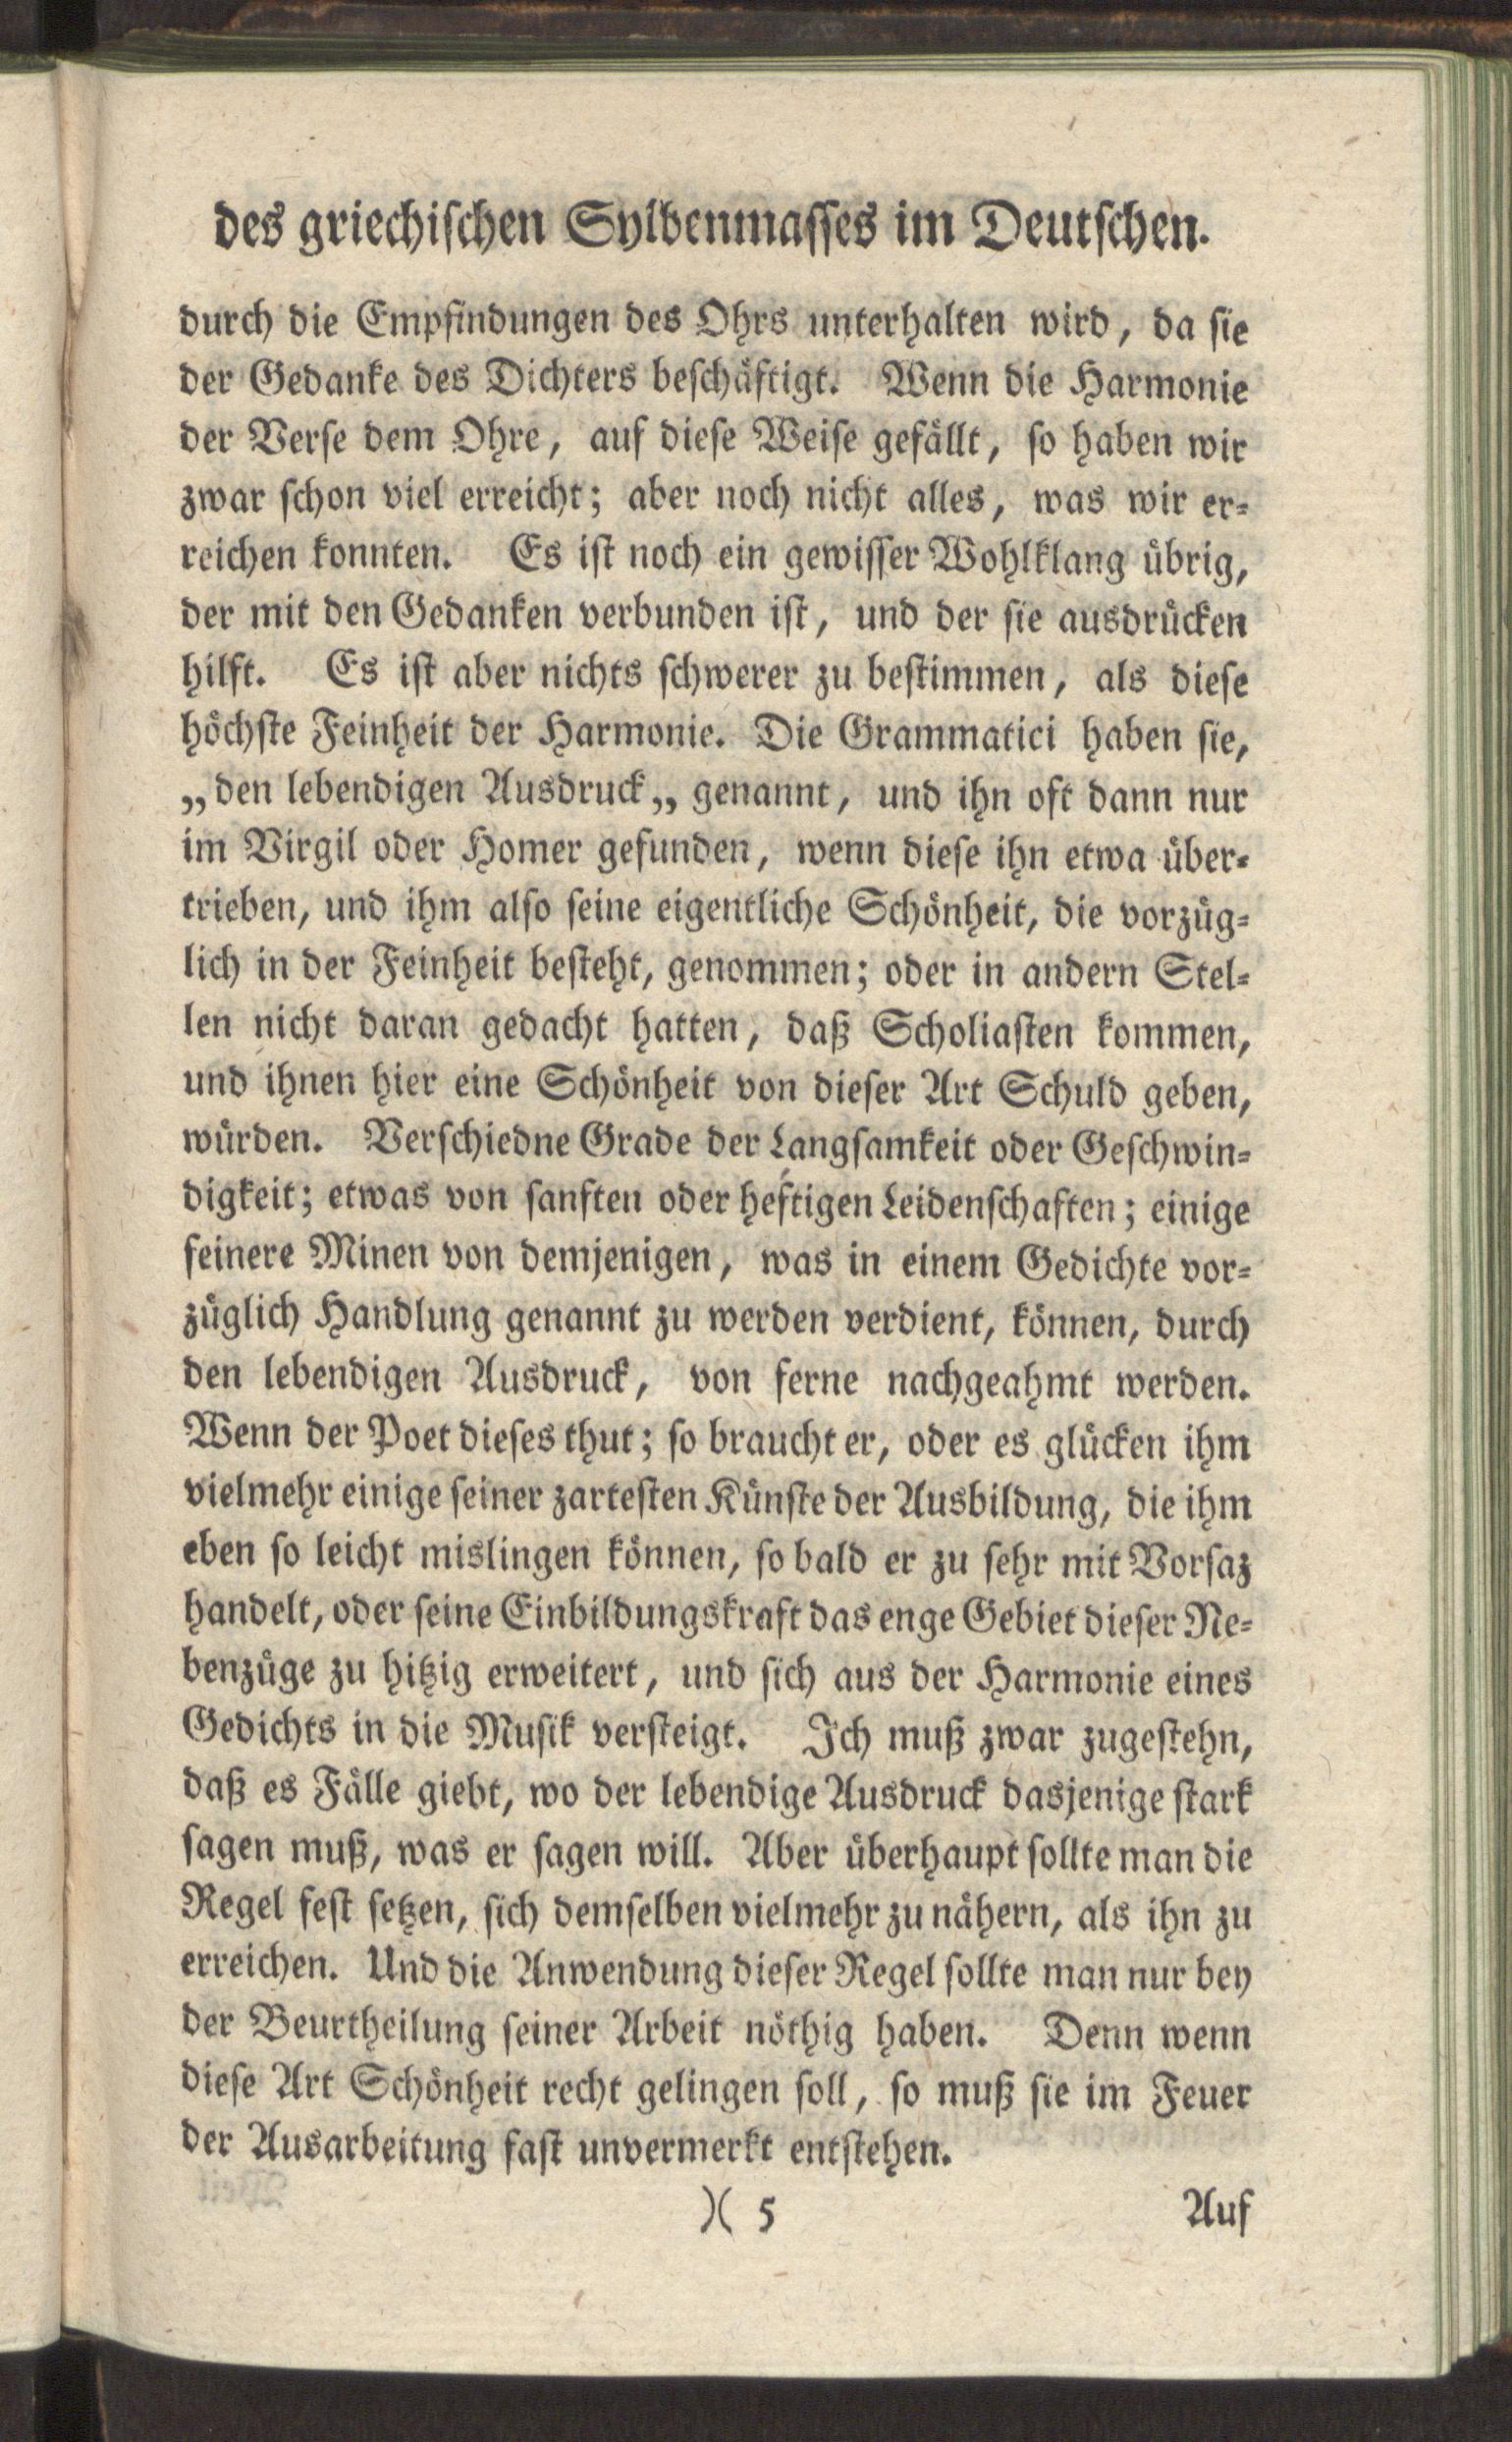 des griechischen Sylbenmasses im Deutschen.
durch die Empfindungen des Ohrs unterhalten wird, da sie
der Gedanke des Dichters beschäftigt. Wenn die Harmonie
der Verse dem Ohre, auf diese Weise gefällt, so haben wir
zwar schon viel erreicht; aber noch nicht alles, was wir er-
reichen konnten. Es ist noch ein gewisser Wohlklang übrig,
der mit den Gedanken verbunden ist, und der sie ausdrücken
hilft. Es ist aber nichts schwerer zu bestimmen, als diese
höchste Feinheit der Harmonie. Die Grammatici haben sie,
„den lebendigen Ausdruck„ genannt, und ihn oft dann nur
im Virgil oder Homer gefunden, wenn diese ihn etwa über-
trieben, und ihm also seine eigentliche Schönheit, die vorzüg-
lich in der Feinheit besteht, genommen; oder in andern Stel-
len nicht daran gedacht hatten, daß Scholiasten kommen,
und ihnen hier eine Schönheit von dieser Art Schuld geben,
würden. Verschiedne Grade der Langsamkeit oder Geschwin-
digkeit; etwas von sanften oder heftigen Leidenschaften; einige
feinere Minen von demjenigen, was in einem Gedichte vor-
züglich Handlung genannt zu werden verdient, können, durch
den lebendigen Ausdruck, von ferne nachgeahmt werden.
Wenn der Poet dieses thut; so braucht er, oder es glücken ihm
vielmehr einige seiner zartesten Künste der Ausbildung, die ihm
eben so leicht mislingen können, so bald er zu sehr mit Vorsaz
handelt, oder seine Einbildungskraft das enge Gebiet dieser Ne-
benzüge zu hitzig erweitert, und sich aus der Harmonie eines
Gedichts in die Musik versteigt. Ich muß zwar zugestehn,
daß es Fälle giebt, wo der lebendige Ausdruck dasjenige stark
sagen muß, was er sagen will. Aber überhaupt sollte man die
Regel fest setzen, sich demselben vielmehr zu nähern, als ihn zu
erreichen. Und die Anwendung dieser Regel sollte man nur bey
der Beurtheilung seiner Arbeit nöthig haben. Denn wenn
diese Art Schönheit recht gelingen soll, so muß sie im Feuer
der Ausarbeitung fast unvermerkt entstehen.
)( 5 Auf